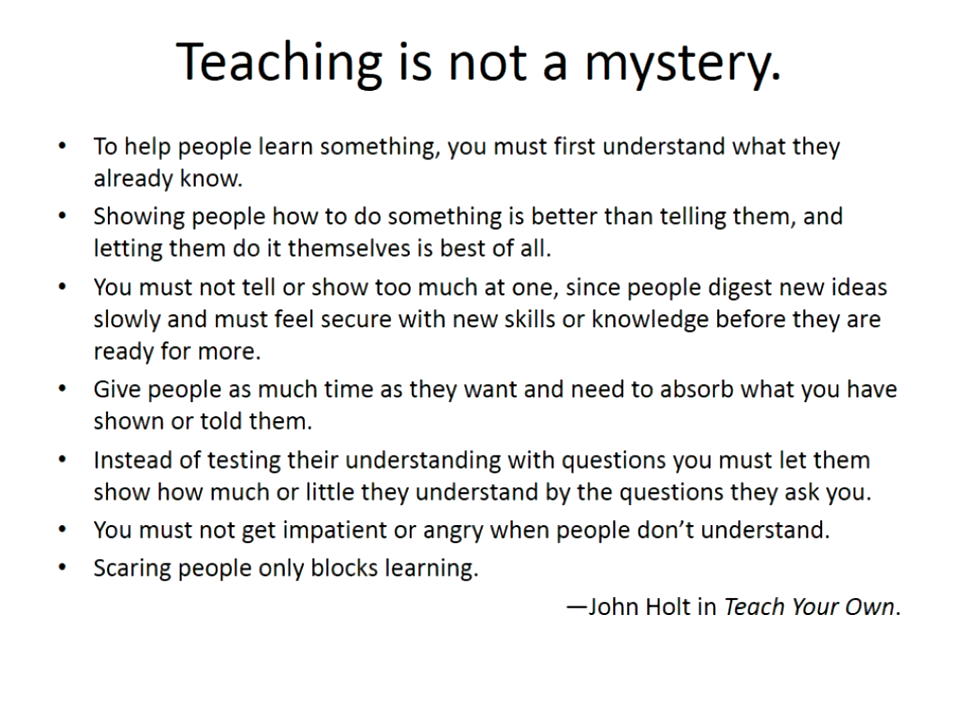 Teaching is not a mystery.
• To help people learn something, you must first understand what they
already know.
• Showing people how to do something is better than telling them, and
letting them do it themselves is best of all.
• You must not tell or show too much at one, since people digest new ideas
slowly and must feel secure with new skills or knowledge before they are
ready for more.
• Give people as much time as they want and need to absorb what you have
shown or told them.
• Instead of testing their understanding with questions you must let them
show how much or little they understand by the questions they ask you.
• You must not get impatient or angry when people don’t understand.
• Scaring people only blocks learning.
—John Holt in Teach Your Own.